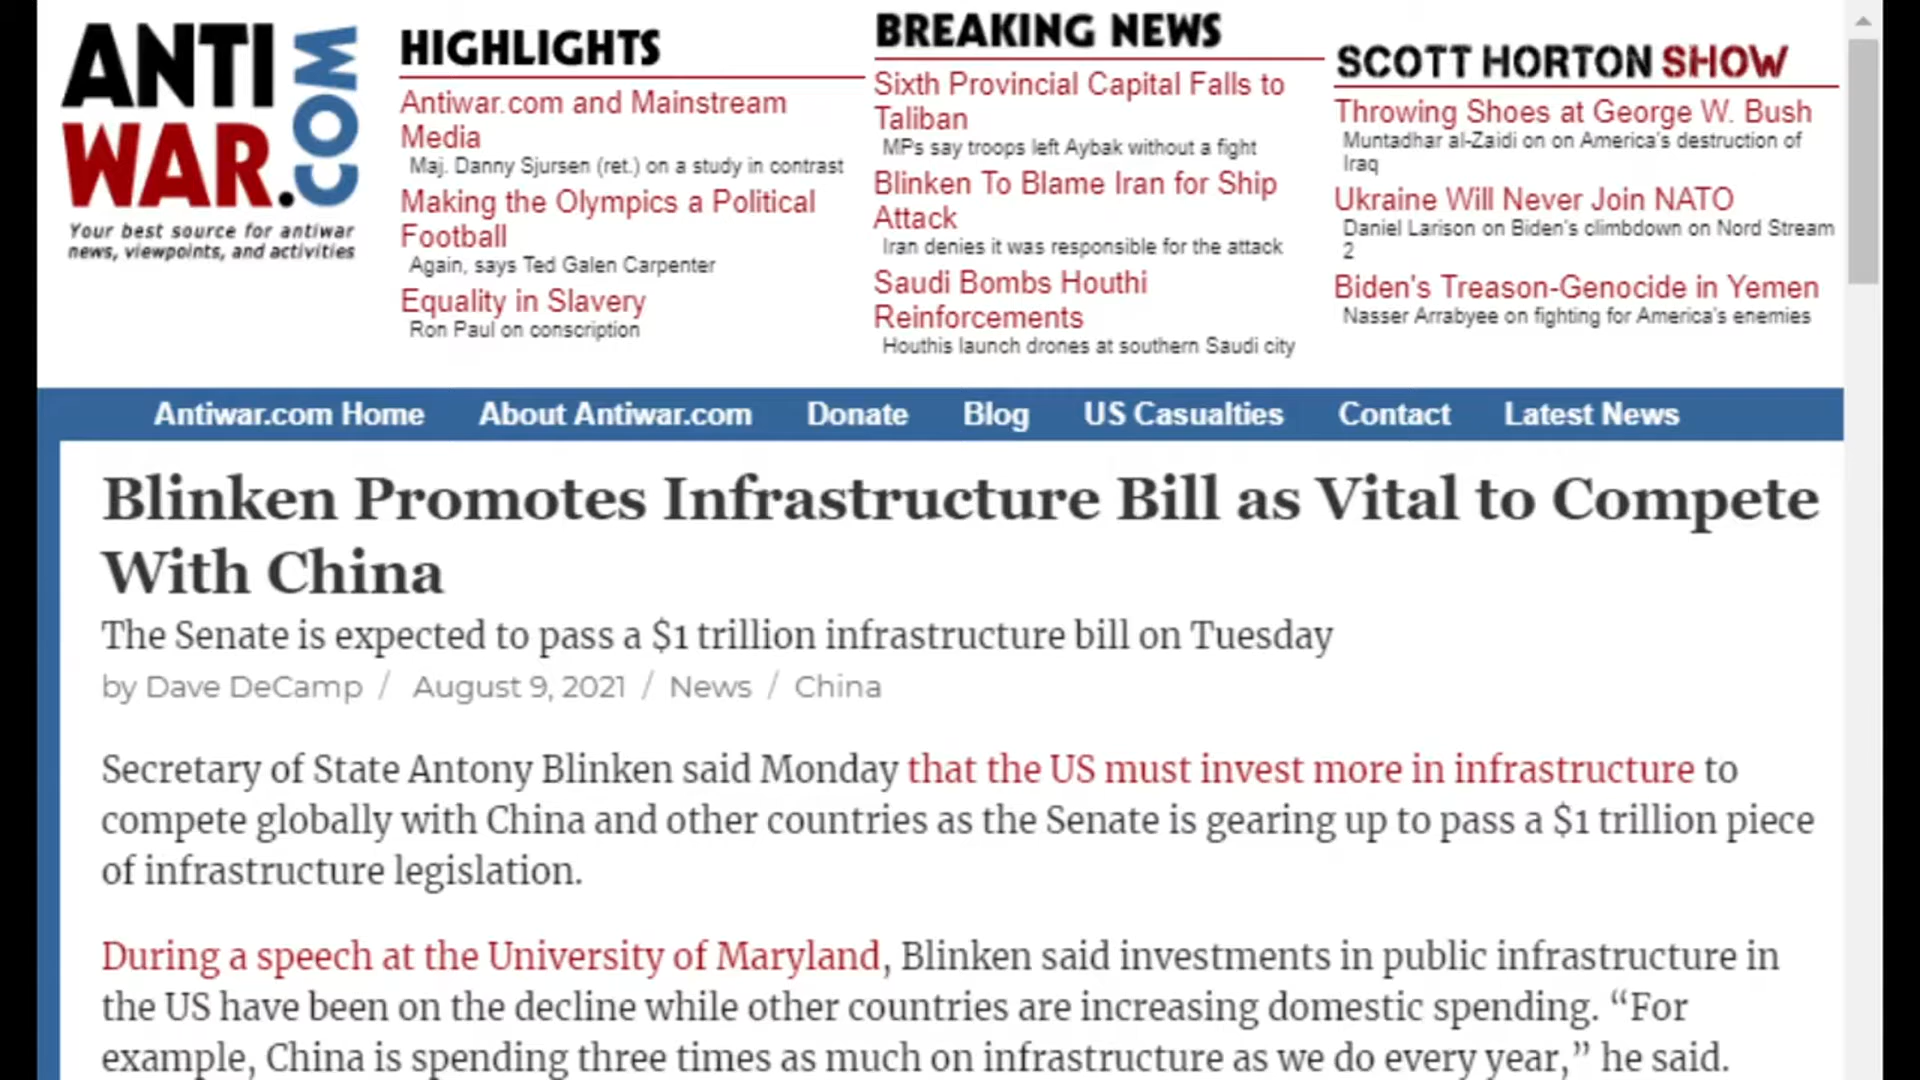 ANTI
WAR.COM
Your best source for antiwar
news, viewpoints, and activities
HIGHLIGHTS
Antiwar.com and Mainstream
Media
Maj. Danny Sjursen (ret.) on a study in contrast
Making the Olympics a Political
Football
Again, says Ted Galen Carpenter
Equality in Slavery
Ron Paul on conscription
BREAKING NEWS
Sixth Provincial Capital Falls to
Taliban
MPs say troops left Aybak without a fight
Blinken To Blame Iran for Ship
Attack
Iran denies it was responsible for the attack
Saudi Bombs Houthi
Reinforcements
Houthis launch drones at southern Saudi city
SCOTT HORTON SHOW
Throwing Shoes at George W. Bush
Muntadhar al-Zaidi on on America's destruction of
Iraq
Ukraine Will Never Join NATO
Daniel Larison on Biden's climbdown on Nord Stream
2
Biden's Treason-Genocide in Yemen
Nasser Arrabyee on fighting for America's enemies
Antiwar.com Home About Antiwar.com Donate Blog US Casualties Contact Latest News
Blinken Promotes Infrastructure Bill as Vital to Compete
With China
The Senate is expected to pass a $1 trillion infrastructure bill on Tuesday
by Dave DeCamp / August 9, 2021 / News / China
Secretary of State Antony Blinken said Monday that the US must invest more in infrastructure to
compete globally with China and other countries as the Senate is gearing up to pass a $1 trillion piece
of infrastructure legislation.
During a speech at the University of Maryland, Blinken said investments in public infrastructure in
the US have been on the decline while other countries are increasing domestic spending. “For
example, China is spending three times as much on infrastructure as we do every year,” he said.